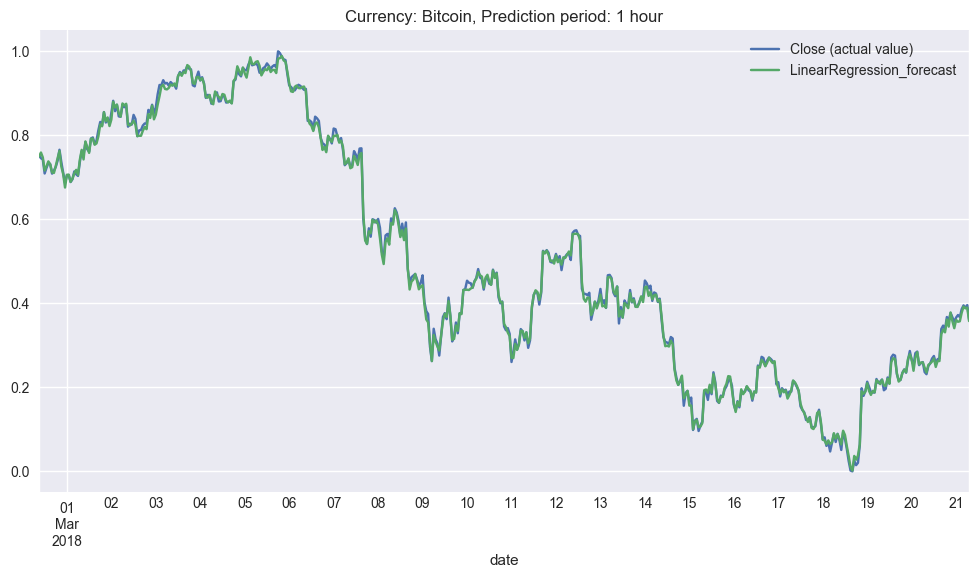 Currency: Bitcoin, Prediction period: 1 hour
Close (actual value)
LinearRegression_forecast
1.0
0.8
0.6
0.4
0.2
0.0
01 02 03 04 05 06 07 08 09 10 11 12 13 14 15 16 17 18 19 20 21
Mar
2018
date